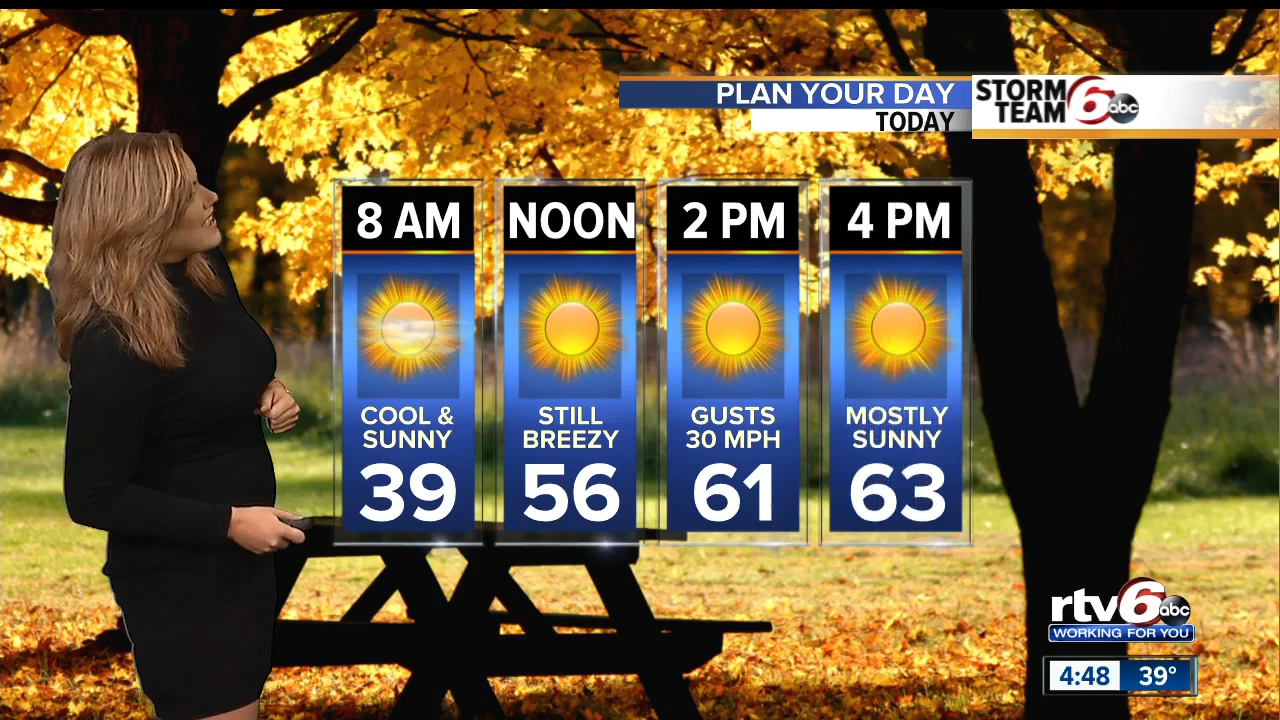 PLAN YOUR DAY
TODAY
STORM
TEAM 6 abc
8 AM
COOL &
SUNNY
39
NOON
STILL
BREEZY
56
2 PM
GUSTS
30 MPH
61
4 PM
MOSTLY
SUNNY
63
rtv6 abc
WORKING FOR YOU
4:48 39°